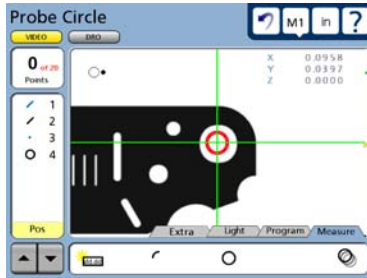 Probe Circle
VIDEO
DRO
M1
in
?
0 of 20
Points
X 0.0958
Y 0.0397
Z 0.0000
1
2
3
4
Pos
Extra
Light
Program
Measure